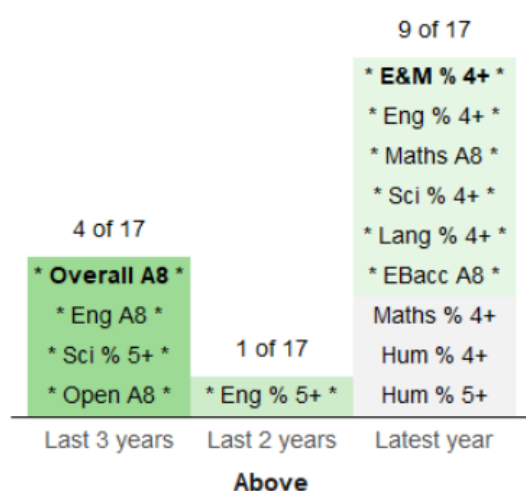 9 of 17
* E&M % 4+ *
* Eng % 4+ *
* Maths A8 *
* Sci % 4+ *
* Lang % 4+ *
* EBacc A8 *
Maths % 4+
Hum % 4+
Hum % 5+
4 of 17
* Overall A8 *
* Eng A8 *
* Sci % 5+ *
* Open A8 *
1 of 17
* Eng % 5+ *
Last 3 years
Last 2 years
Latest year
Above